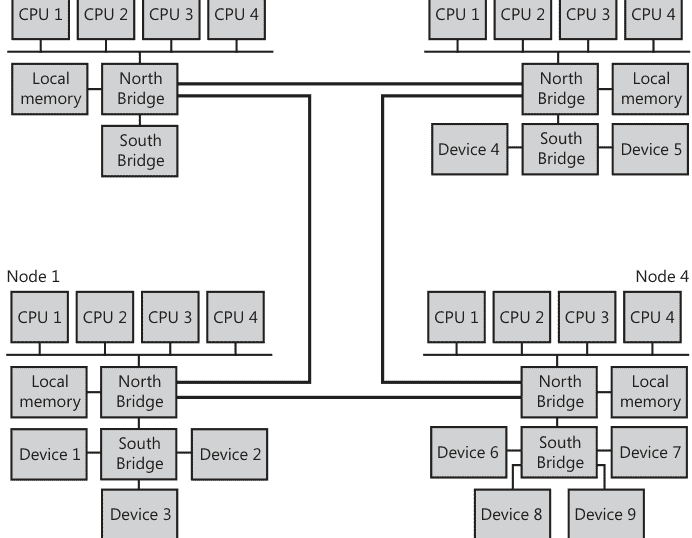 CPU 1 CPU 2 CPU 3 CPU 4 CPU 1 CPU 2 CPU 3 CPU 4
Local
memory
North
Bridge
North
Bridge
Local
memory
South
Bridge
Device 4
South
Bridge
Device 5
Node 1
Node 4
CPU 1 CPU 2 CPU 3 CPU 4 CPU 1 CPU 2 CPU 3 CPU 4
Local
memory
North
Bridge
North
Bridge
Local
memory
Device 1
South
Bridge
Device 2
Device 6
South
Bridge
Device 7
Device 3
Device 8
Device 9